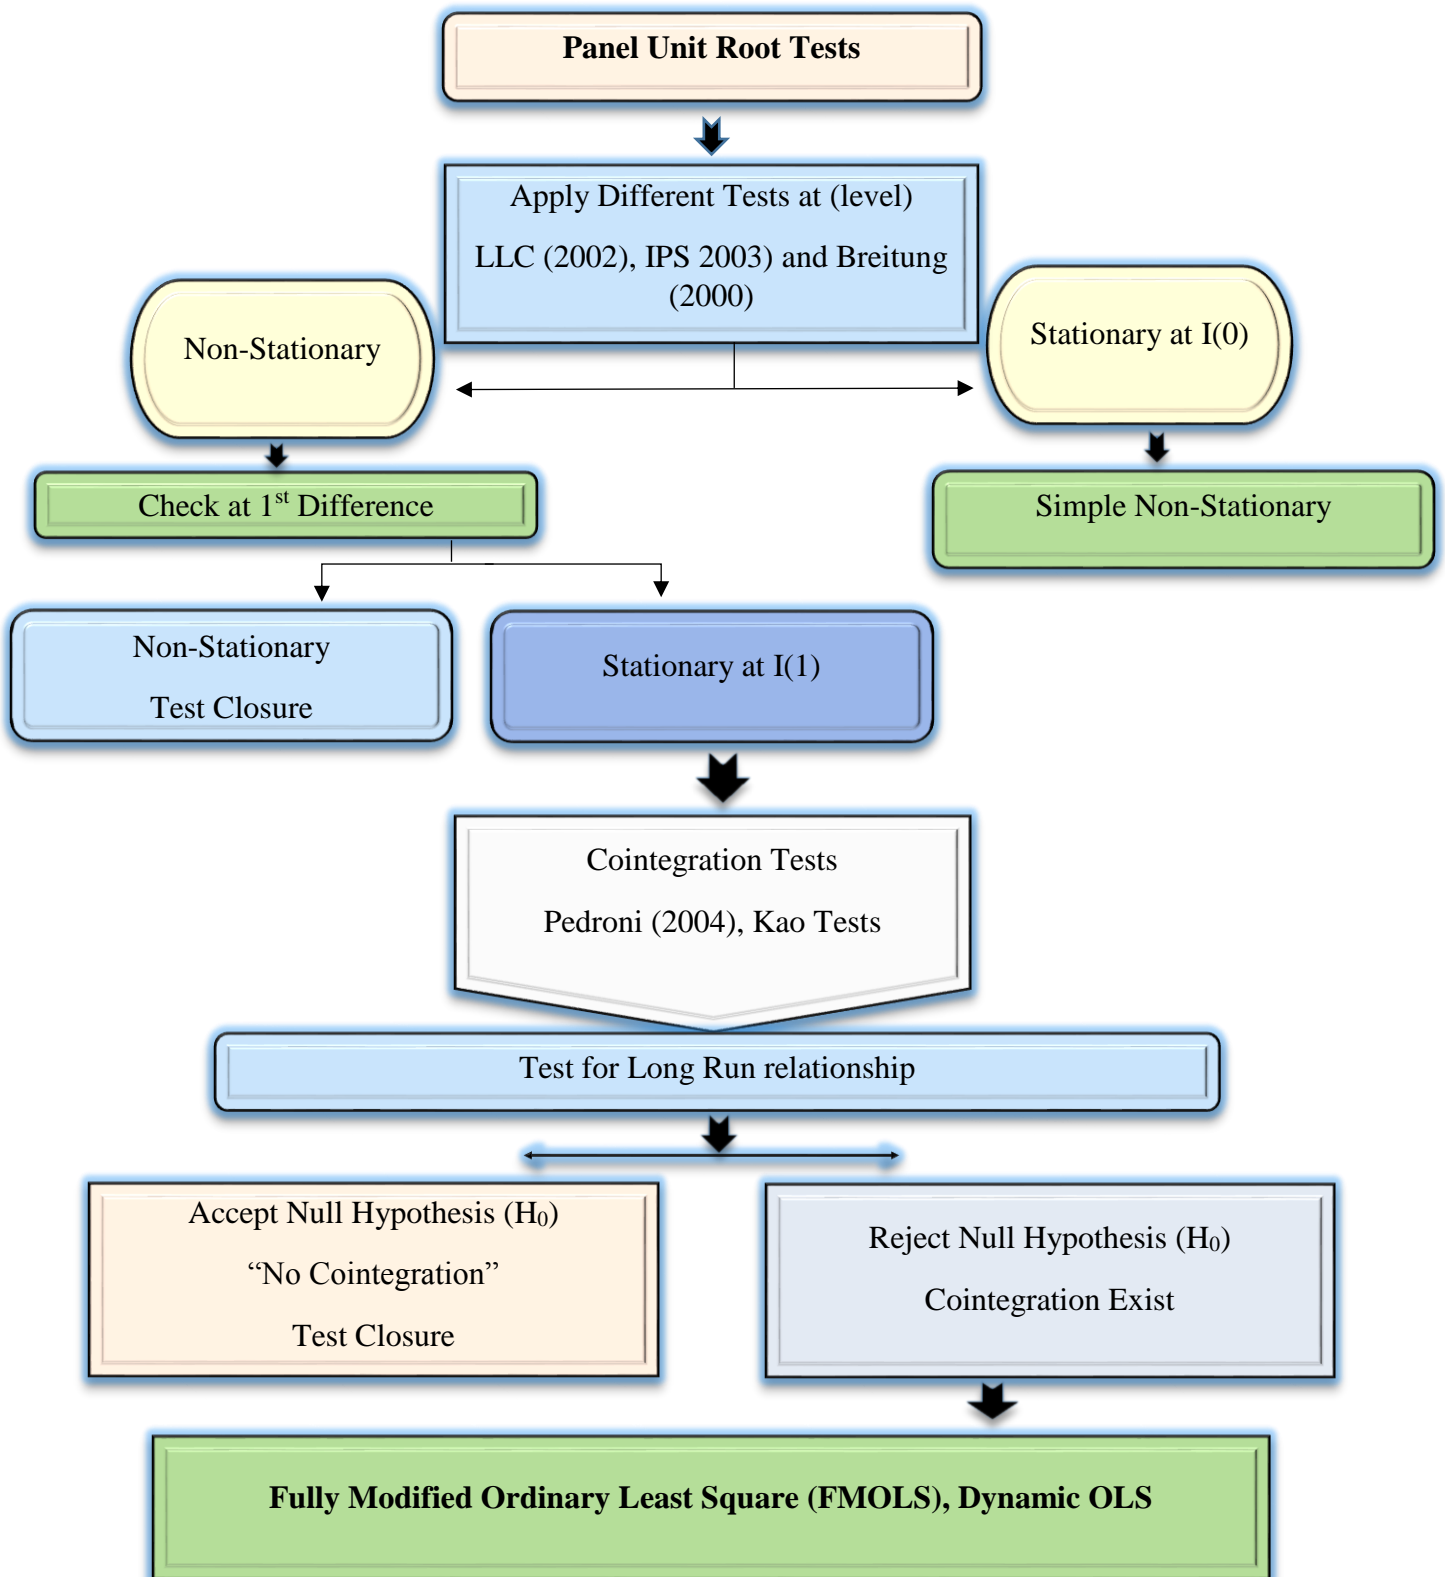 Panel Unit Root Tests
Apply Different Tests at (level)
LLC (2002), IPS 2003) and Breitung
(2000)
Non-Stationary
Stationary at I(0)
Check at 1st Difference
Simple Non-Stationary
Non-Stationary
Test Closure
Stationary at I(1)
Cointegration Tests
Pedroni (2004), Kao Tests
Test for Long Run relationship
Accept Null Hypothesis (H₀)
“No Cointegration”
Test Closure
Reject Null Hypothesis (H₀)
Cointegration Exist
Fully Modified Ordinary Least Square (FMOLS), Dynamic OLS